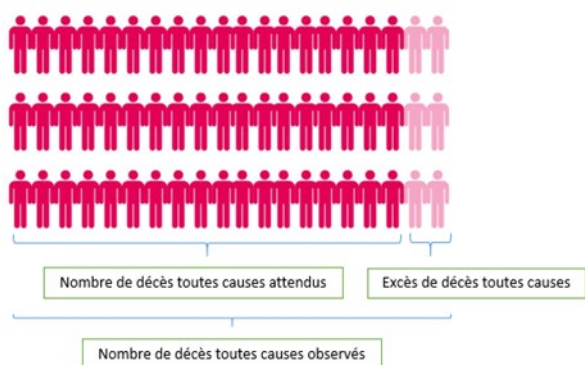 Nombre de décès toutes causes attendus
Excès de décès toutes causes
Nombre de décès toutes causes observés